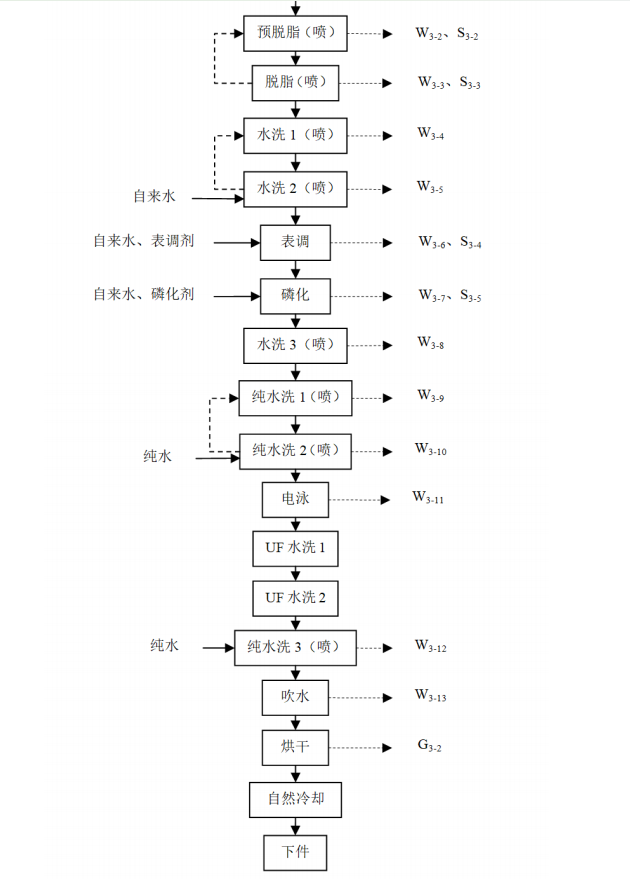 预脱脂（喷） W3-2、S3-2
脱脂（喷） W3-3、S3-3
水洗 1（喷） W3-4
自来水 水洗 2（喷） W3-5
自来水、表调剂 表调 W3-6、S3-4
自来水、磷化剂 磷化 W3-7、S3-5
水洗 3（喷） W3-8
纯水洗 1（喷） W3-9
纯水 纯水洗 2（喷） W3-10
电泳 W3-11
UF 水洗 1
UF 水洗 2
纯水 纯水洗 3（喷） W3-12
吹水 W3-13
烘干 G3-2
自然冷却
下件